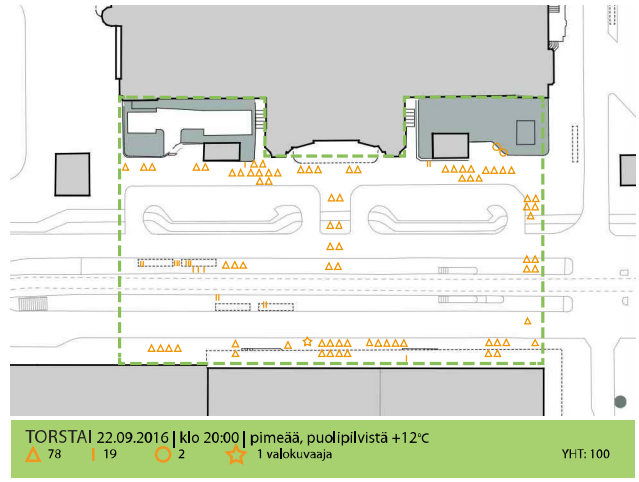 TORSTAI 22.09.2016 | klo 20:00 | pimeää, puolipilvistä +12°C
78 19 2 1 valokuvaaja YHT: 100